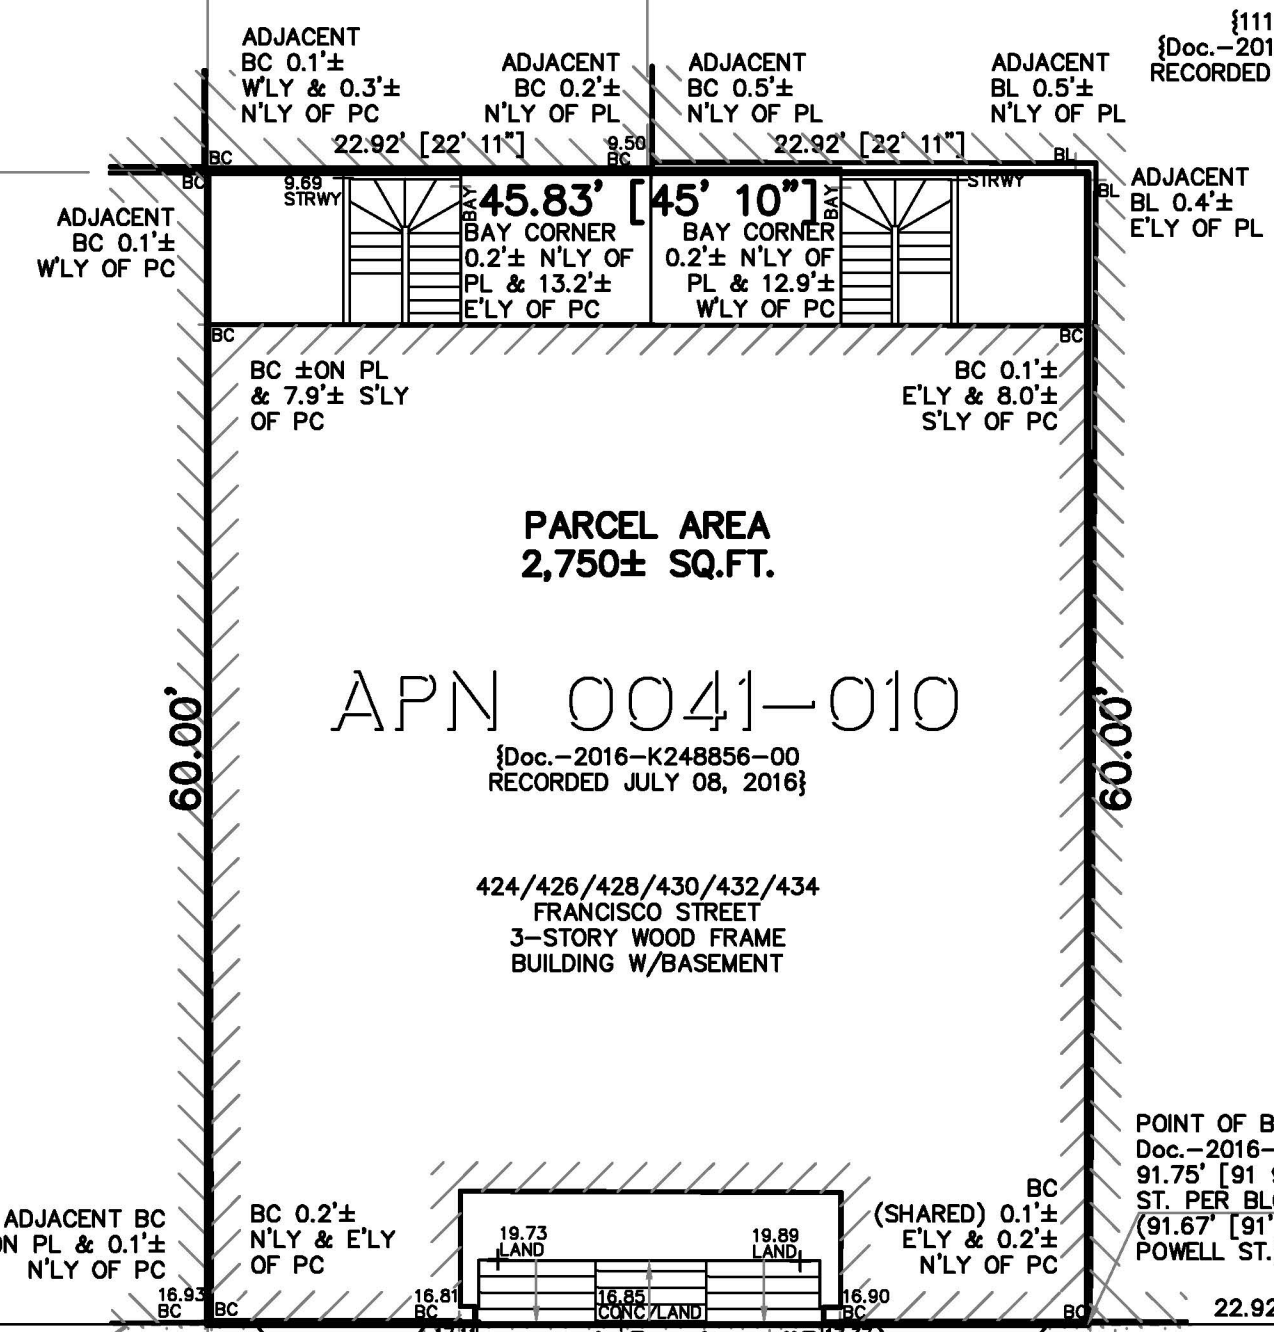 ADJACENT
BC 0.1'±
W'LY & 0.3'±
N'LY OF PC
ADJACENT
BC 0.2'±
N'LY OF PL
ADJACENT
BC 0.5'±
N'LY OF PL
ADJACENT
BL 0.5'±
N'LY OF PL
{111
{Doc.-201
RECORDED
22.92' [22' 11"]
9.50
BC
22.92' [22' 11"]
BL
BC
BC
9.69
STRWY
BAY
45.83' [45' 10"]
BAY
STRWY
BL
ADJACENT
BL 0.4'±
E'LY OF PL
ADJACENT
BC 0.1'±
W'LY OF PC
BAY CORNER
0.2'± N'LY OF
PL & 13.2'±
E'LY OF PC
BAY CORNER
0.2'± N'LY OF
PL & 12.9'±
W'LY OF PC
BC
BC
BC ±ON PL
& 7.9'± S'LY
OF PC
BC 0.1'±
E'LY & 8.0'±
S'LY OF PC
PARCEL AREA
2,750± SQ.FT.
60.00'
APN 0041-010
60.00'
{Doc.-2016-K248856-00
RECORDED JULY 08, 2016}
424/426/428/430/432/434
FRANCISCO STREET
3-STORY WOOD FRAME
BUILDING W/BASEMENT
POINT OF B
Doc.-2016-
91.75' [91 9
ST. PER BL
(91.67' [91'
POWELL ST.
ADJACENT BC
ON PL & 0.1'±
N'LY OF PC
BC 0.2'±
N'LY & E'LY
OF PC
19.73
LAND
19.89
LAND
BC
(SHARED) 0.1'±
E'LY & 0.2'±
N'LY OF PC
16.93
BC
BC
16.81
BC
16.85
CONC/LAND
16.90
BC
BC
22.92